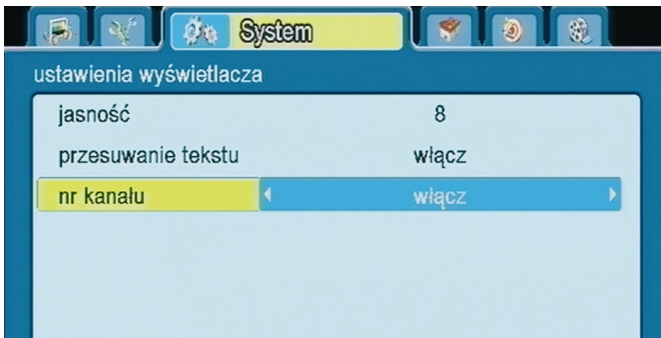 System
ustawienia wyświetlacza
jasność 8
przesuwanie tekstu włącz
nr kanału włącz